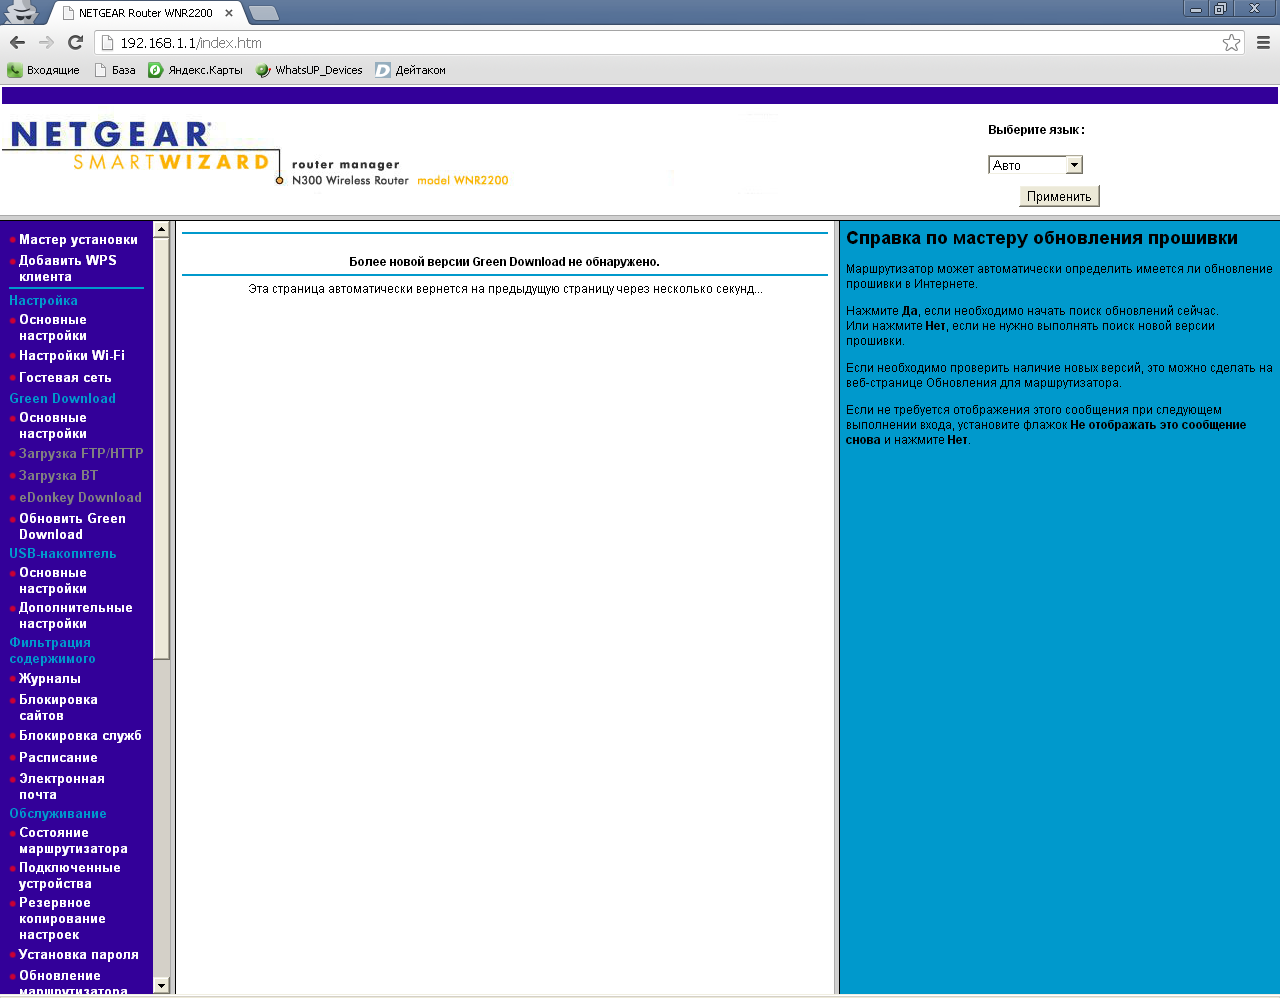 NETGEAR Router WNR2200
192.168.1.1/index.htm
Входящие
База
Яндекс.Карты
WhatsUP_Devices
Дейтаком
NETGEAR
SMARTWIZARD
router manager
N300 Wireless Router model WNR2200
Выберите язык :
Авто
Применить
Мастер установки
Добавить WPS
клиента
Настройка
Основные
настройки
Настройки Wi-Fi
Гостевая сеть
Green Download
Основные
настройки
Загрузка FTP/HTTP
Загрузка BT
eDonkey Download
Обновить Green
Download
USB-накопитель
Основные
настройки
Дополнительные
настройки
Фильтрация
содержимого
Журналы
Блокировка
сайтов
Блокировка служб
Расписание
Электронная
почта
Обслуживание
Состояние
маршрутизатора
Подключенные
устройства
Резервное
копирование
настроек
Установка пароля
Обновление
маршрутизатора
Более новой версии Green Download не обнаружено.
Эта страница автоматически вернется на предыдущую страницу через несколько секунд...
Справка по мастеру обновления прошивки
Маршрутизатор может автоматически определить имеется ли обновление
прошивки в Интернете.
Нажмите Да, если необходимо начать поиск обновлений сейчас.
Или нажмите Нет, если не нужно выполнять поиск новой версии
прошивки.
Если необходимо проверить наличие новых версий, это можно сделать на
веб-странице Обновления для маршрутизатора.
Если не требуется отображения этого сообщения при следующем
выполнении входа, установите флажок Не отображать это сообщение
снова и нажмите Нет.